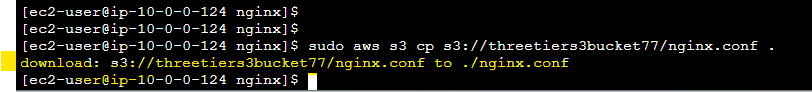 [ec2-user@ip-10-0-0-124 nginx]$
[ec2-user@ip-10-0-0-124 nginx]$
[ec2-user@ip-10-0-0-124 nginx]$ sudo aws s3 cp s3://threetiers3bucket77/nginx.conf .
download: s3://threetiers3bucket77/nginx.conf to ./nginx.conf
[ec2-user@ip-10-0-0-124 nginx]$